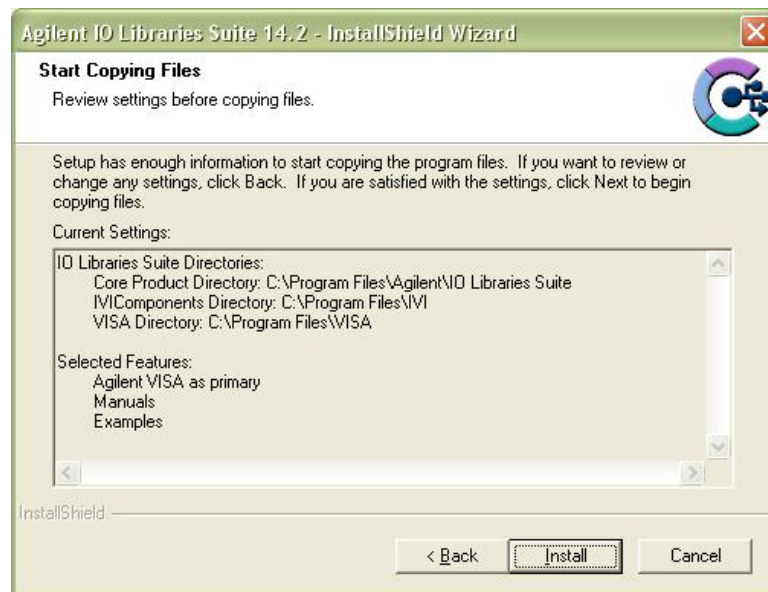 Agilent IO Libraries Suite 14.2 - InstallShield Wizard
Start Copying Files
Review settings before copying files.
Setup has enough information to start copying the program files.  If you want to review or
change any settings, click Back.  If you are satisfied with the settings, click Next to begin
copying files.
Current Settings:
IO Libraries Suite Directories:
Core Product Directory: C:\Program Files\Agilent\IO Libraries Suite
IVIComponents Directory: C:\Program Files\IVI
VISA Directory: C:\Program Files\VISA
Selected Features:
Agilent VISA as primary
Manuals
Examples
InstallShield
< Back
Install
Cancel